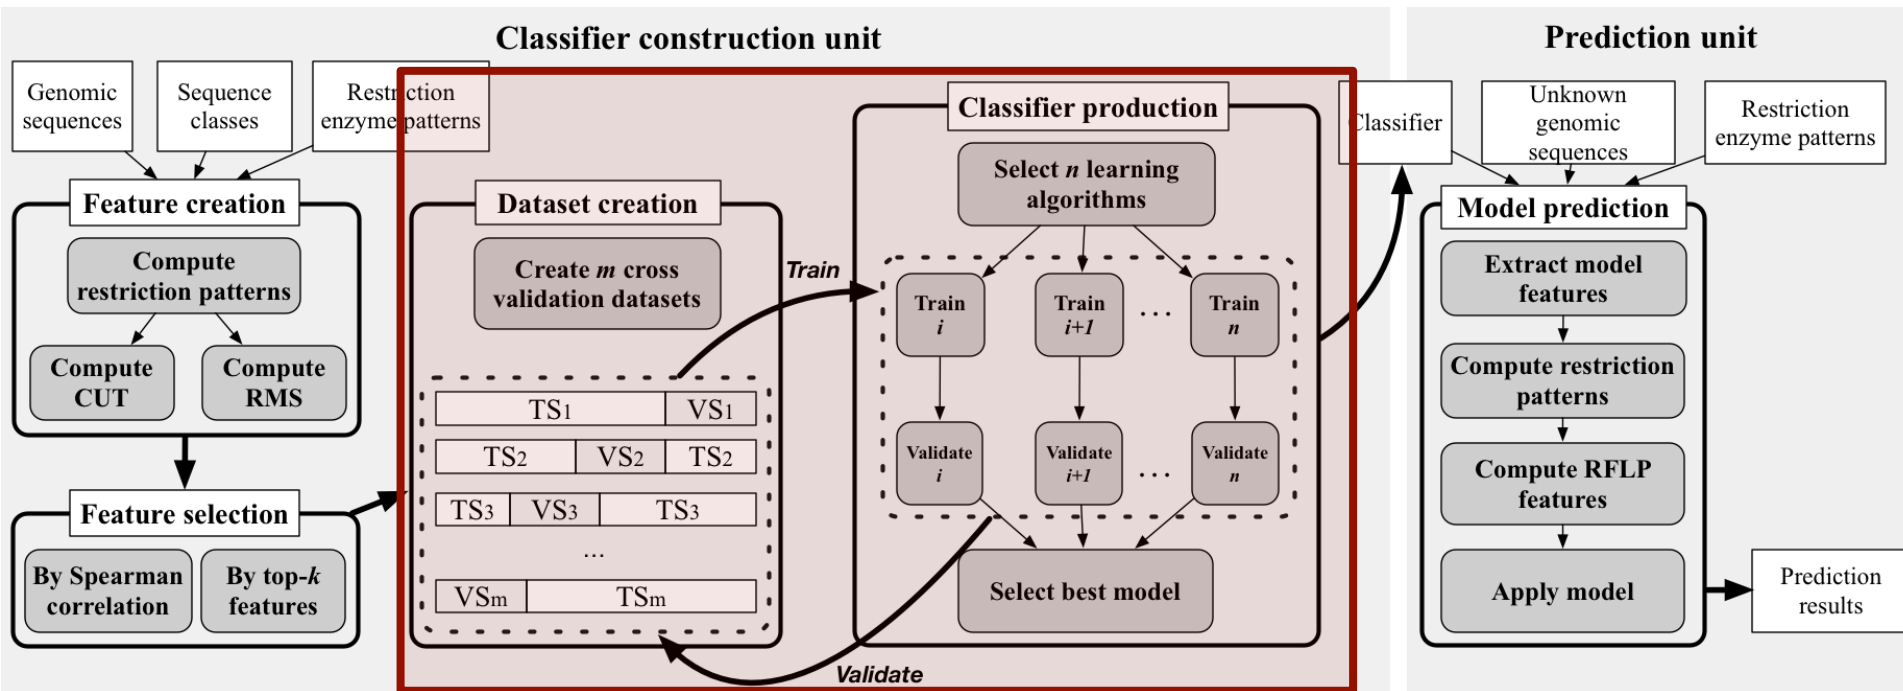 Classifier construction unit
Prediction unit
Genomic
sequences
Sequence
classes
Restriction
enzyme patterns
Feature creation
Compute
restriction patterns
Compute
CUT
Compute
RMS
Feature selection
By Spearman
correlation
By top-k
features
Dataset creation
Create m cross
validation datasets
TS1 VS1
TS2 VS2 TS2
TS3 VS3 TS3
...
VSm TSm
Train
Validate
Classifier production
Select n learning
algorithms
Train
i
Train
i+1
...
Train
n
Validate
i
Validate
i+1
...
Validate
n
Select best model
Classifier
Unknown
genomic
sequences
Restriction
enzyme patterns
Model prediction
Extract model
features
Compute restriction
patterns
Compute RFLP
features
Apply model
Prediction
results